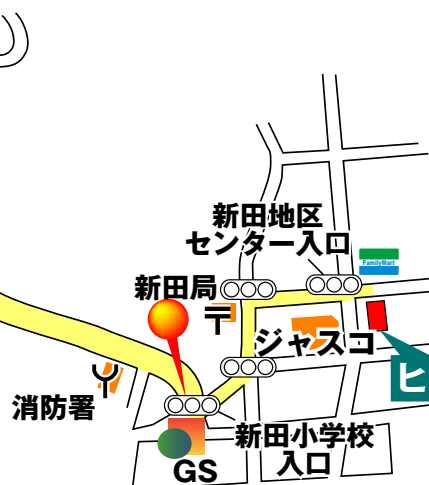 新田地区
センター入口
FamilyMart
新田局
〒
ジャスコ
ヒ
消防署
新田小学校
入口
GS